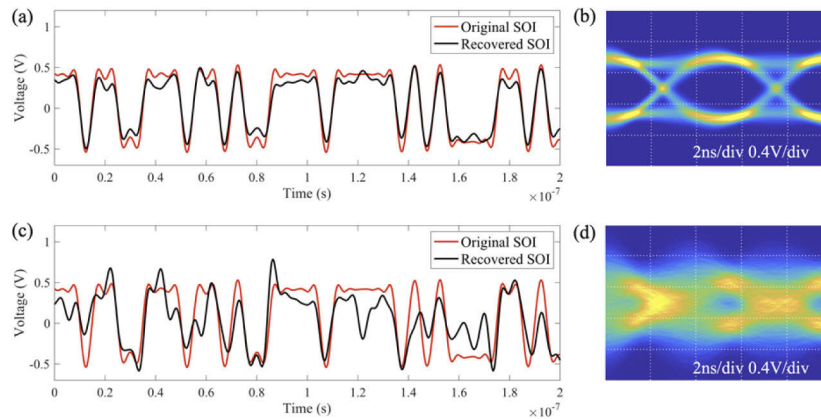 (a)
Original SOI
Recovered SOI
Voltage (V)
1
0.5
0
-0.5
0
0.2
0.4
0.6
0.8
1
1.2
1.4
1.6
1.8
2
Time (s)
×10⁻⁷
(b)
2ns/div 0.4V/div
(c)
Original SOI
Recovered SOI
Voltage (V)
1
0.5
0
-0.5
0
0.2
0.4
0.6
0.8
1
1.2
1.4
1.6
1.8
2
Time (s)
×10⁻⁷
(d)
2ns/div 0.4V/div